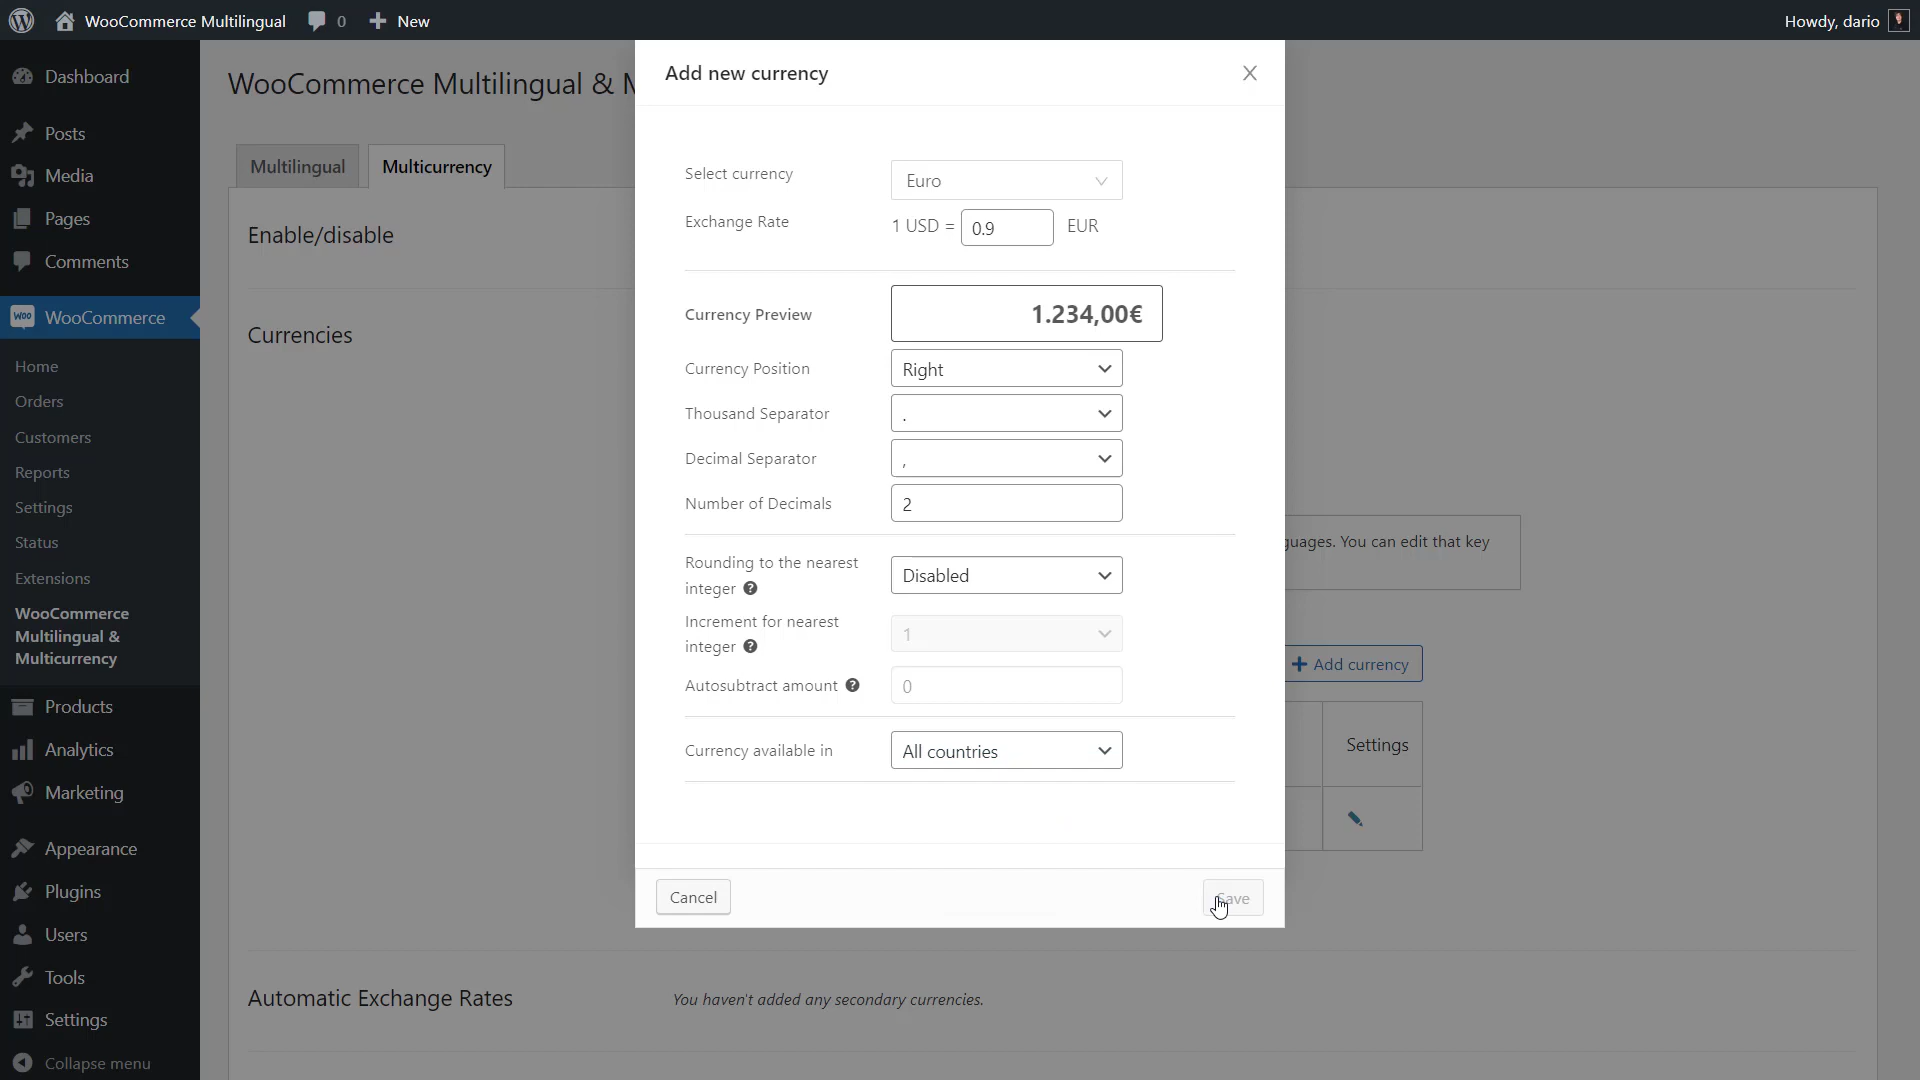 WooCommerce Multilingual
0
New
Howdy, dario
Dashboard
Posts
Media
Pages
Comments
WooCommerce
Home
Orders
Customers
Reports
Settings
Status
Extensions
WooCommerce
Multilingual &
Multicurrency
Products
Analytics
Marketing
Appearance
Plugins
Users
Tools
Settings
Collapse menu
WooCommerce Multilingual &
Multilingual
Multicurrency
Enable/disable
Currencies
Add new currency
Select currency
Euro
Exchange Rate
1 USD = 0.9 EUR
Currency Preview
1.234,00€
Currency Position
Right
Thousand Separator
.
Decimal Separator
,
Number of Decimals
2
Rounding to the nearest
integer ?
Disabled
Increment for nearest
integer ?
1
Autosubtract amount ?
0
Currency available in
All countries
Cancel
Save
guages. You can edit that key
+ Add currency
Settings
Automatic Exchange Rates
You haven't added any secondary currencies.